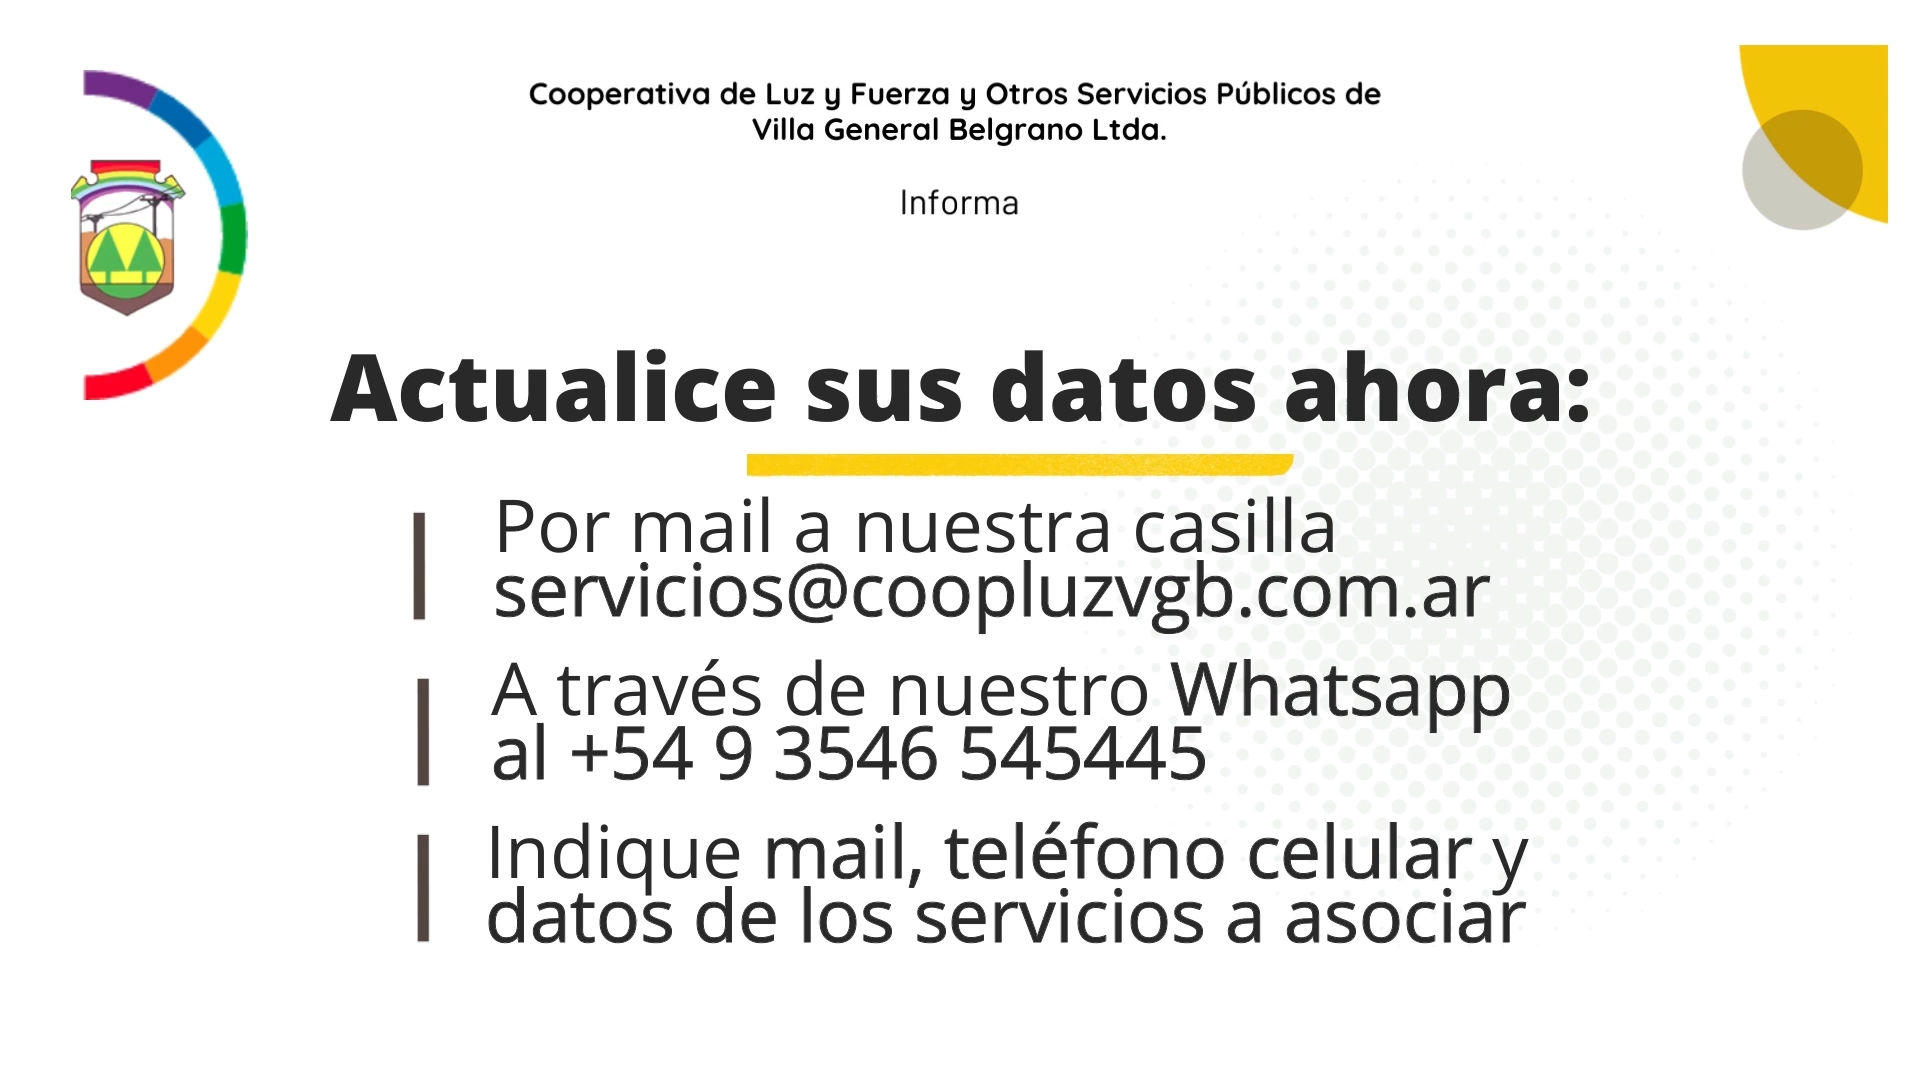 Cooperativa de Luz y Fuerza y Otros Servicios Públicos de
Villa General Belgrano Ltda.
Informa
Actualice sus datos ahora:
Por mail a nuestra casilla
servicios@coopluzvgb.com.ar
A través de nuestro Whatsapp
al +54 9 3546 545445
Indique mail, teléfono celular y
datos de los servicios a asociar